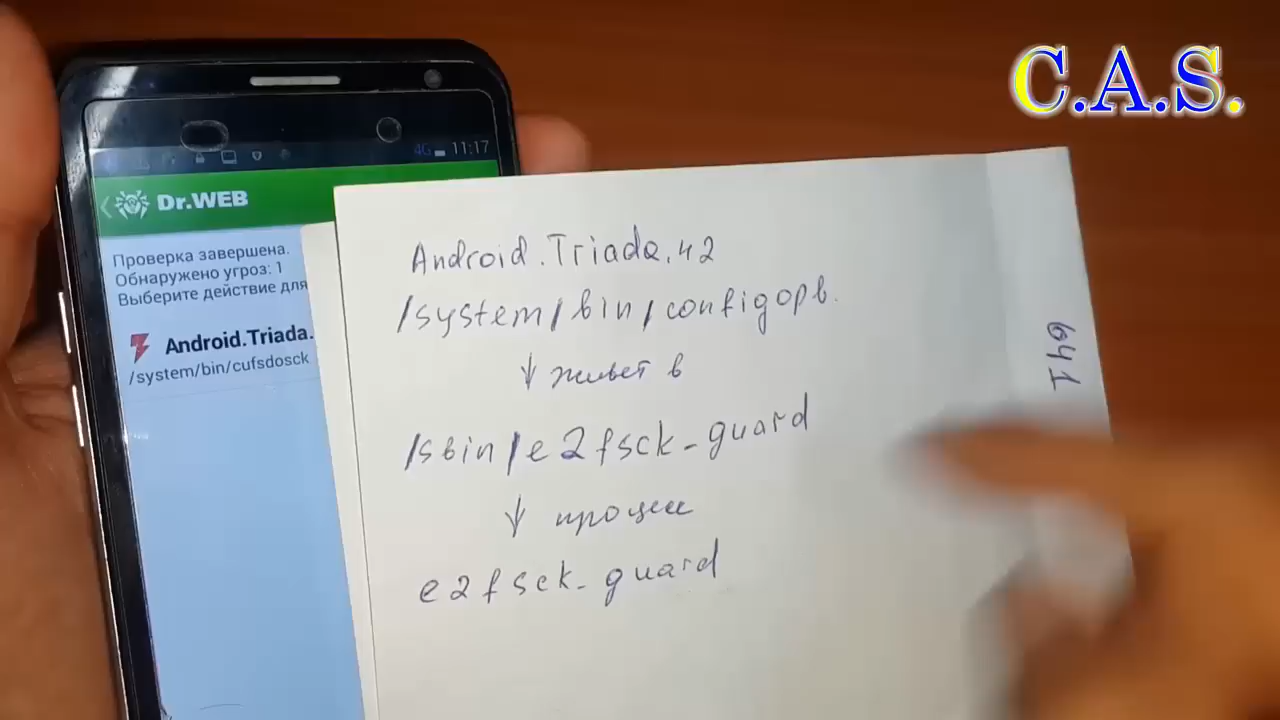 C.A.S.
4G 11:17
Dr.WEB
Проверка завершена.
Обнаружено угроз: 1
Выберите действие для
Android.Triada.
/system/bin/cufsdosck
Android.Triada.42
/system/bin/configopb.
↓ живет в
/sbin/e2fsck-guard
↓ процесс
e2fsck-guard
641